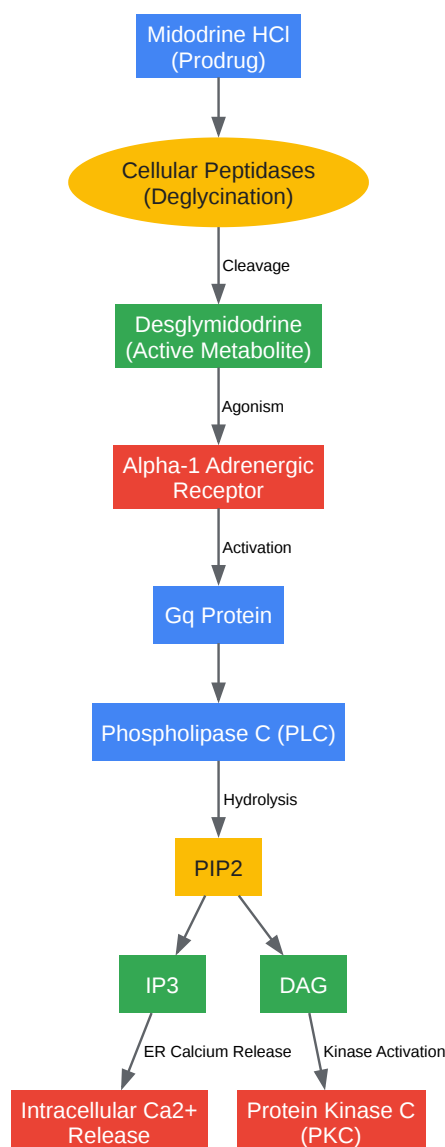 Midodrine HCl
(Prodrug)
Cellular Peptidases
(Deglycination)
Cleavage
Desglymidodrine
(Active Metabolite)
Agonism
Alpha-1 Adrenergic
Receptor
Activation
Gq Protein
Phospholipase C (PLC)
Hydrolysis
PIP2
IP3
DAG
ER Calcium Release
Kinase Activation
Intracellular Ca2+
Release
Protein Kinase C
(PKC)